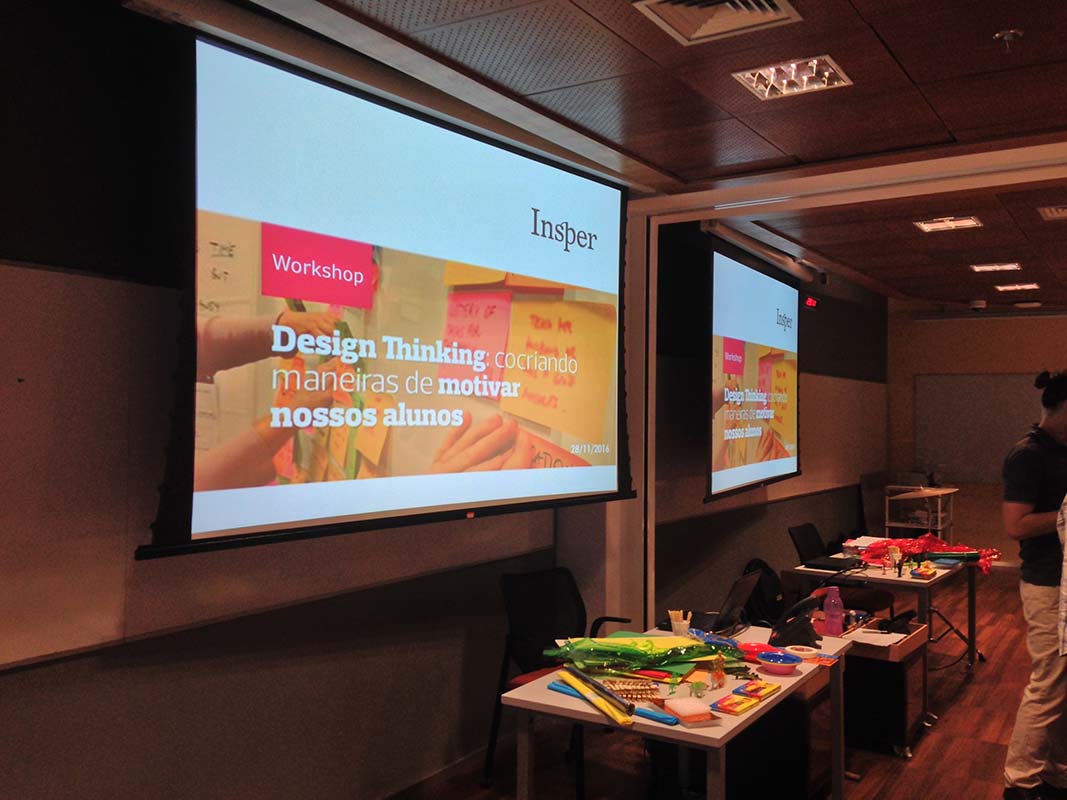 Insper
Workshop
Design Thinking: cocriando
maneiras de motivar
nossos alunos
28/11/2016
Insper
Workshop
Design Thinking: cocriando
maneiras de motivar
nossos alunos